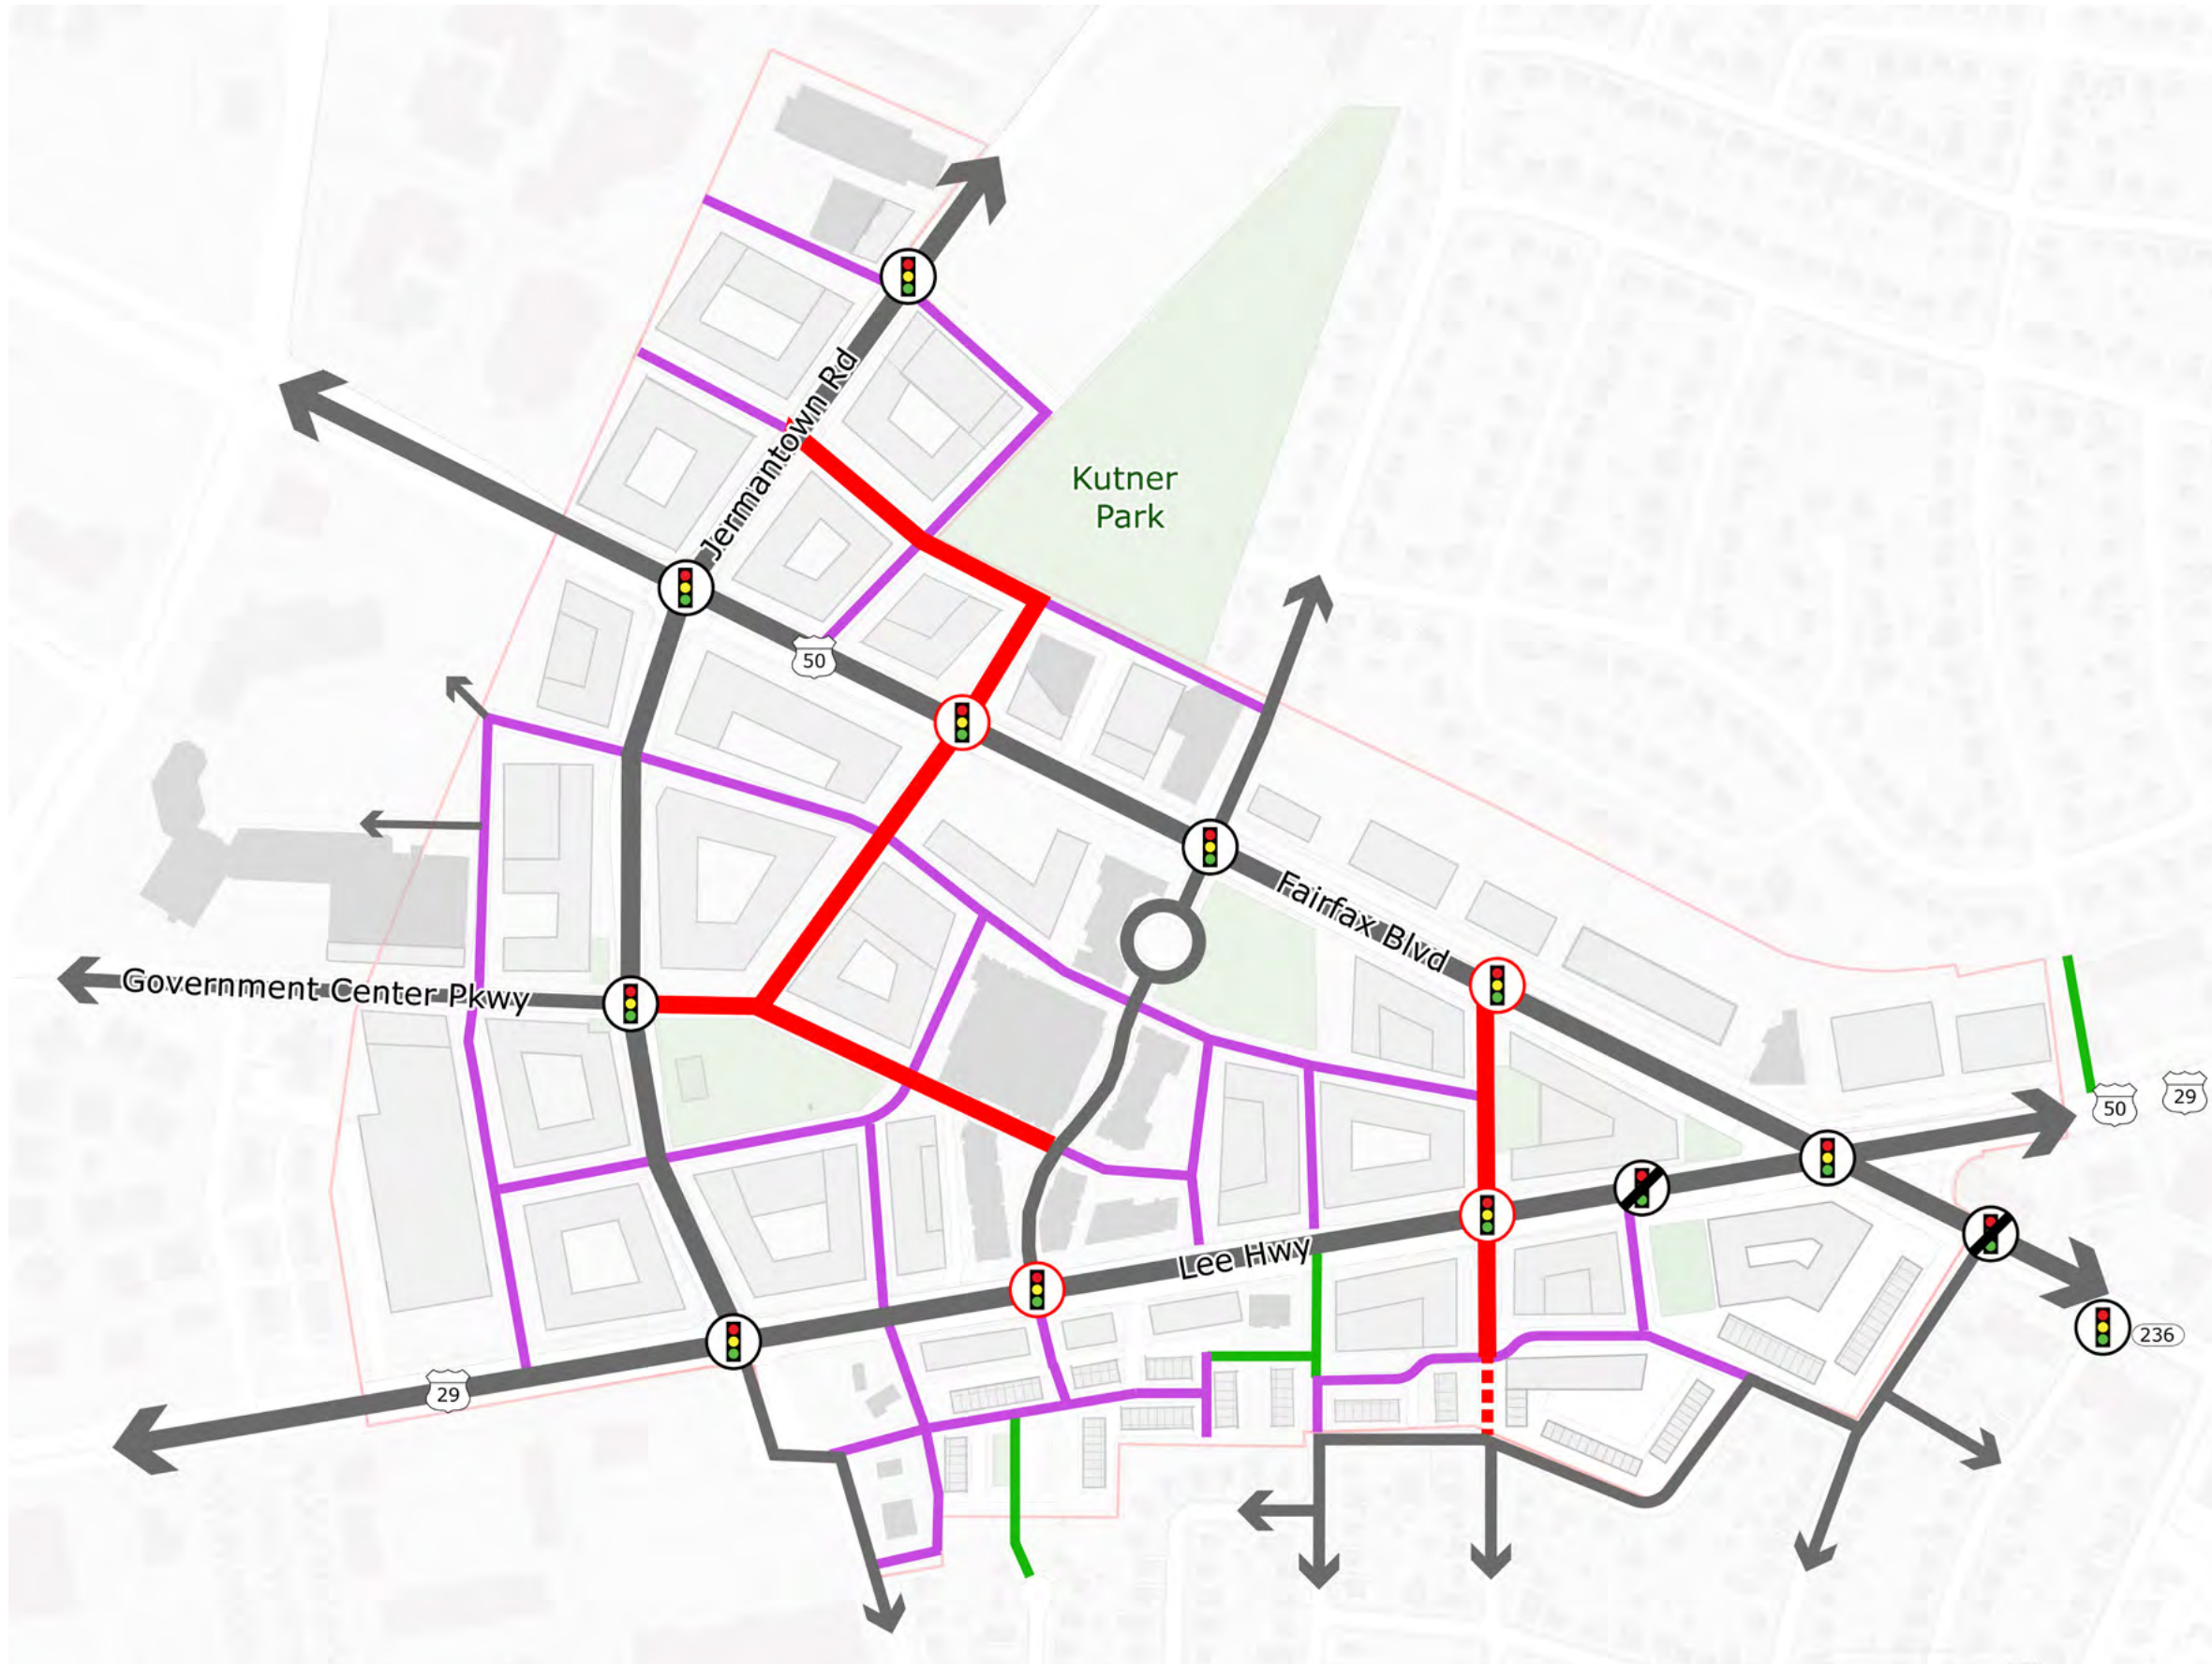 Jermantown Rd
Kutner
Park
50
Fairfax Blvd
Government Center Pkwy
50
29
Lee Hwy
236
29